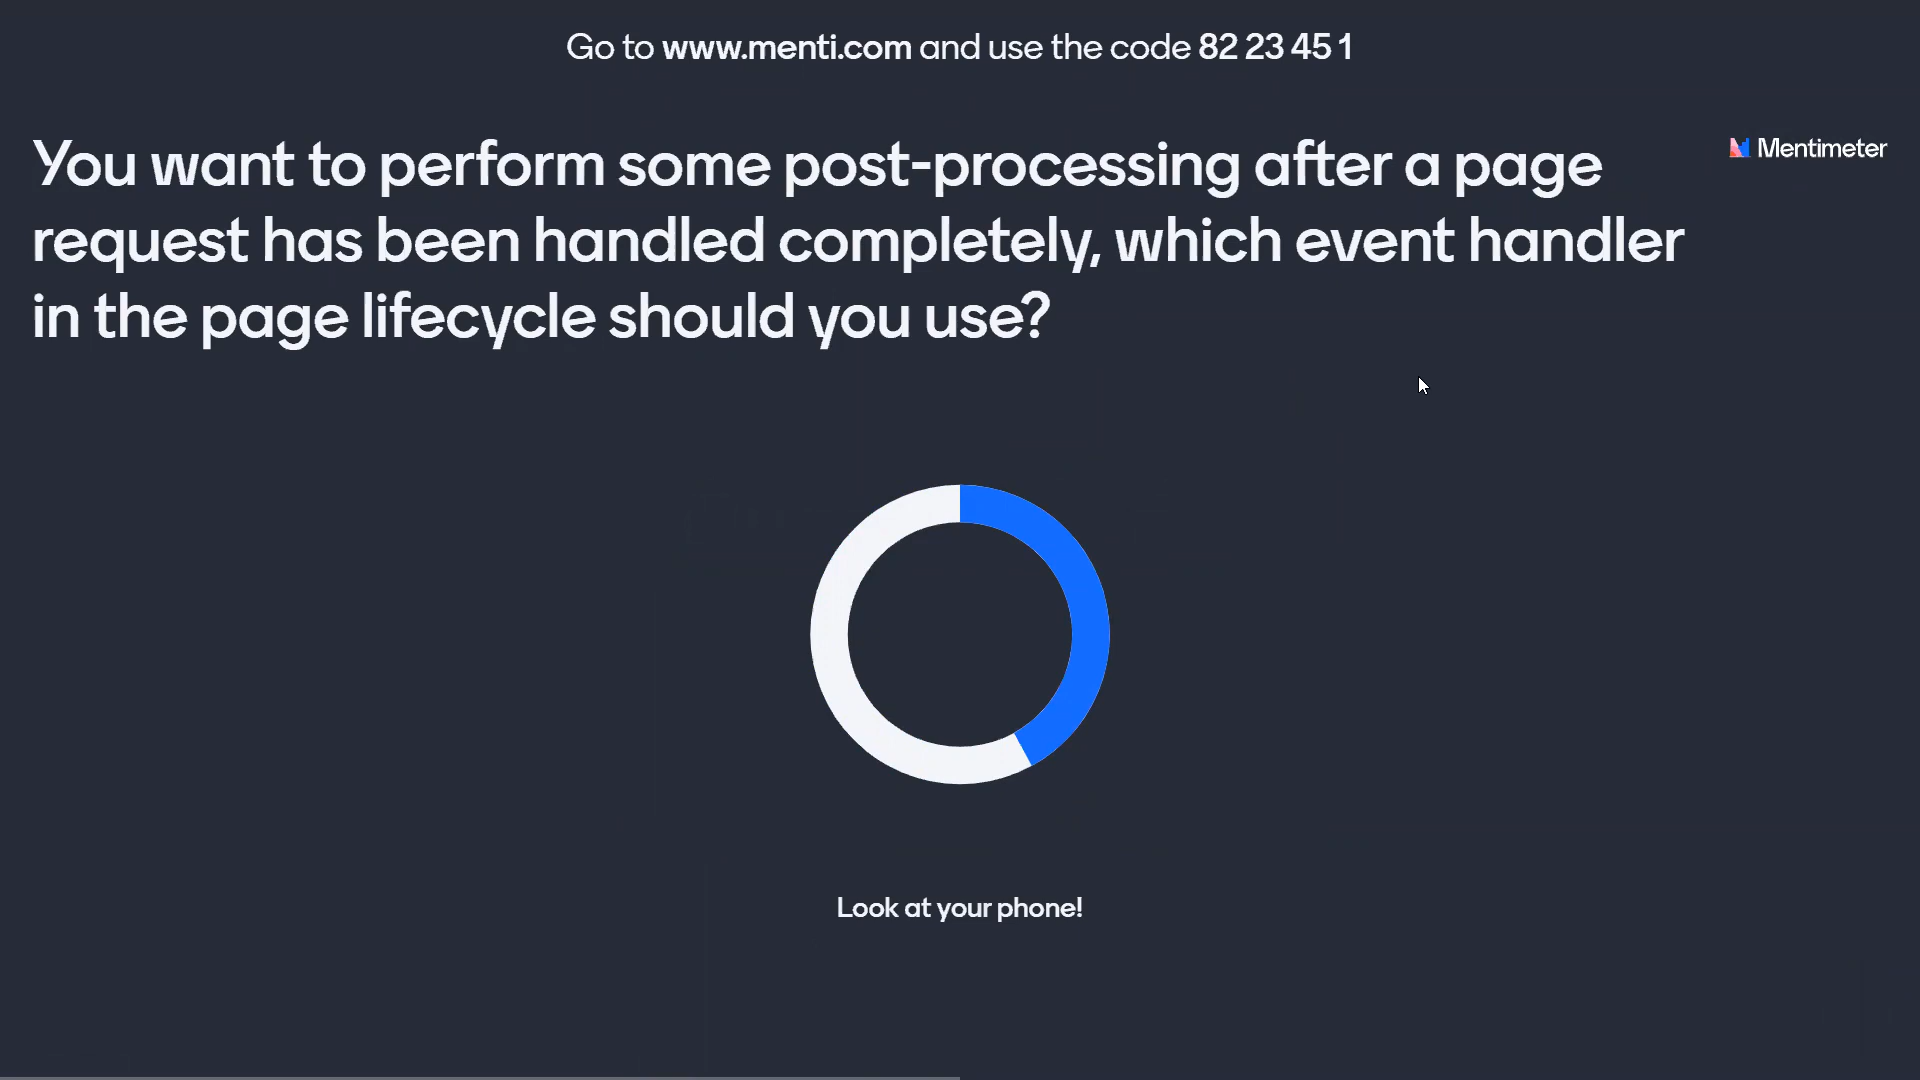 Go to www.menti.com and use the code 82 23 45 1
You want to perform some post-processing after a page
request has been handled completely, which event handler
in the page lifecycle should you use?
Mentimeter
Look at your phone!